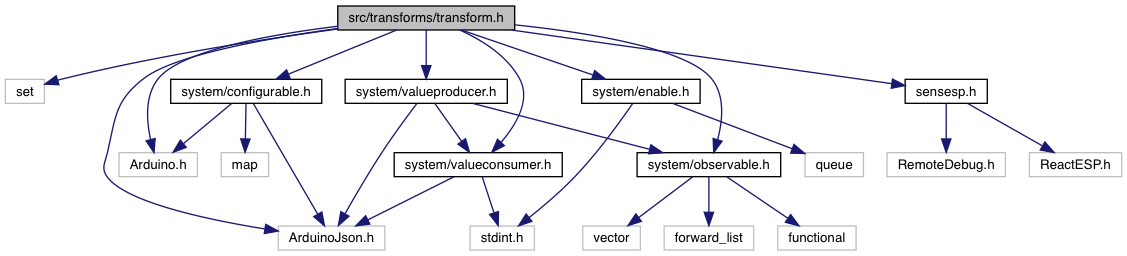 src/transforms/transform.h
set
system/configurable.h
system/valueproducer.h
system/enable.h
sensesp.h
Arduino.h
map
system/valueconsumer.h
system/observable.h
queue
RemoteDebug.h
ReactESP.h
ArduinoJson.h
stdint.h
vector
forward_list
functional